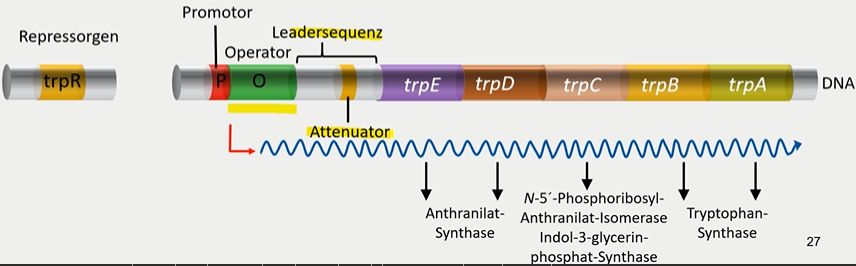 Promotor
Repressorgen
Leadersequenz
Operator
trpR
P
O
trpE
trpD
trpC
trpB
trpA
DNA
Attenuator
Anthranilat-
Synthase
N-5´-Phosphoribosyl-
Anthranilat-Isomerase
Indol-3-glycerin-
phosphat-Synthase
Tryptophan-
Synthase
27